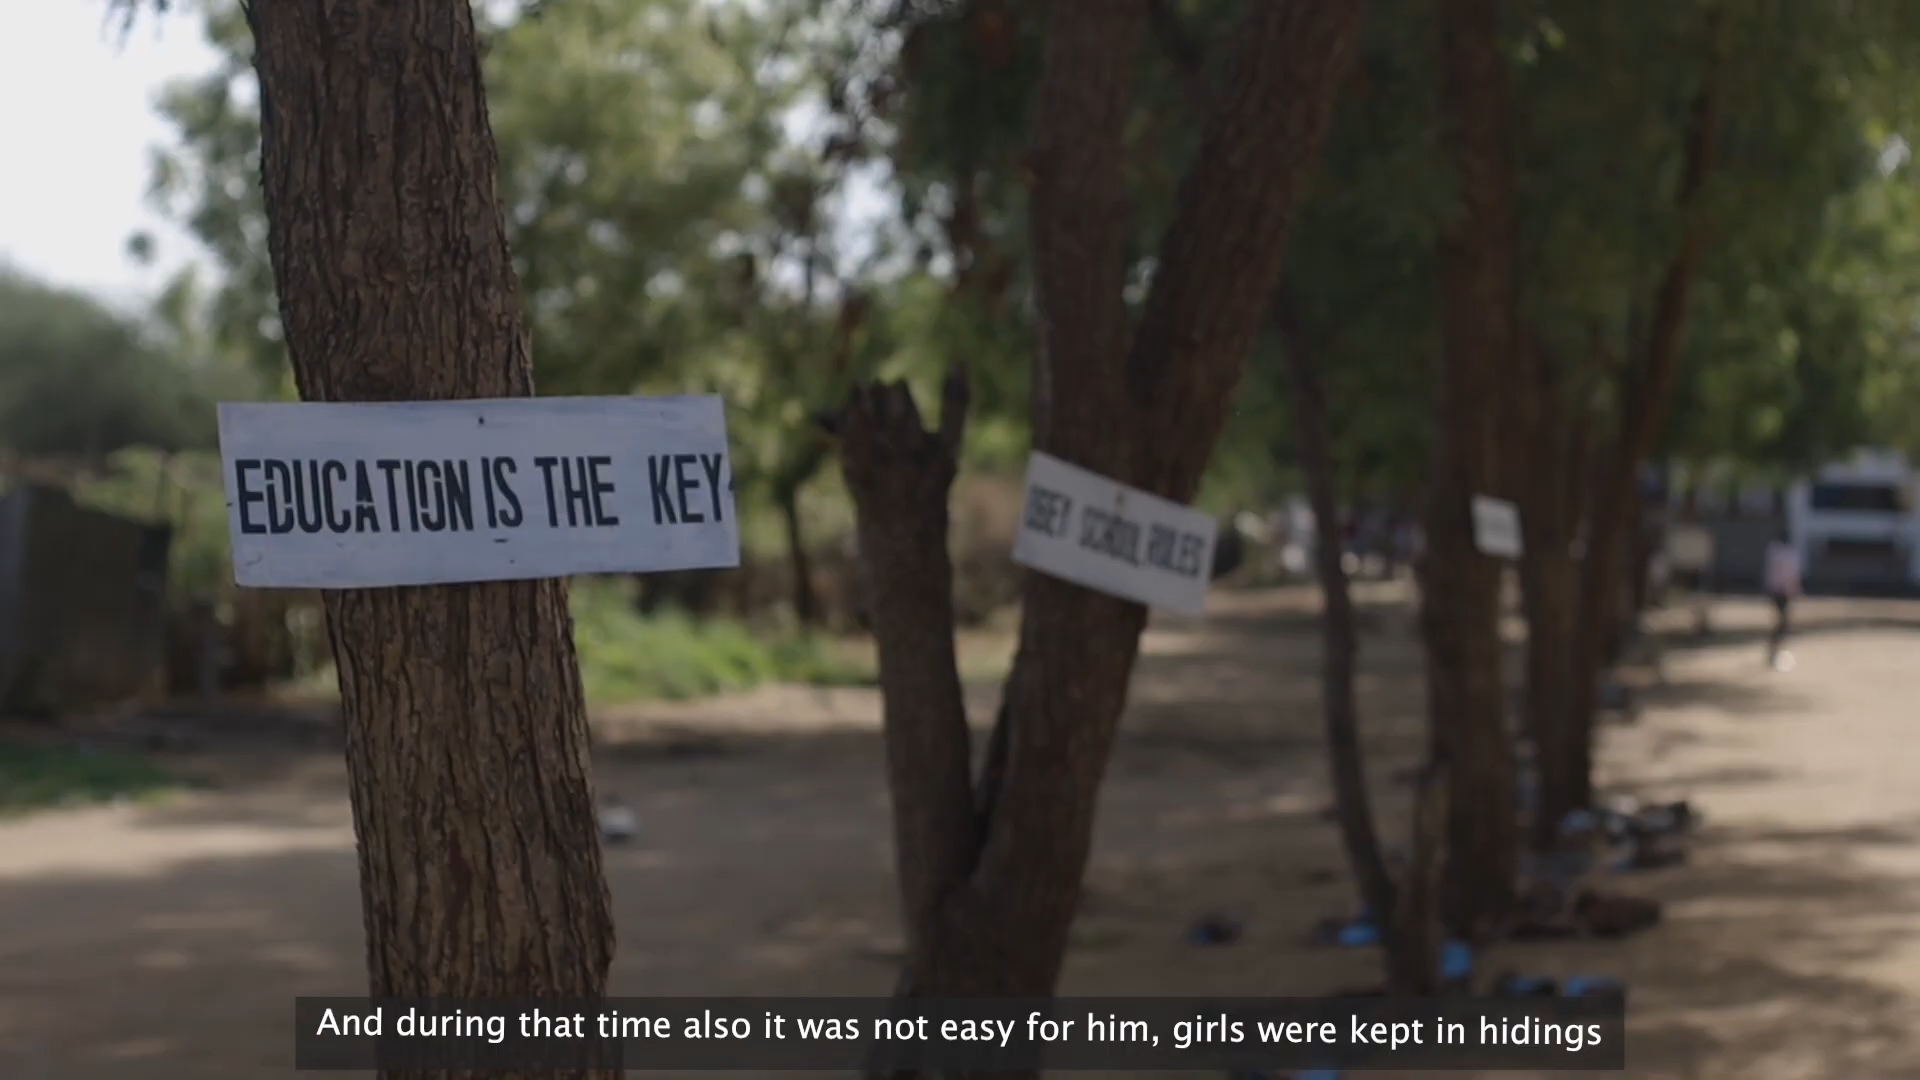 EDUCATION IS THE KEY
OBEY SCHOOL RULES
And during that time also it was not easy for him, girls were kept in hidings